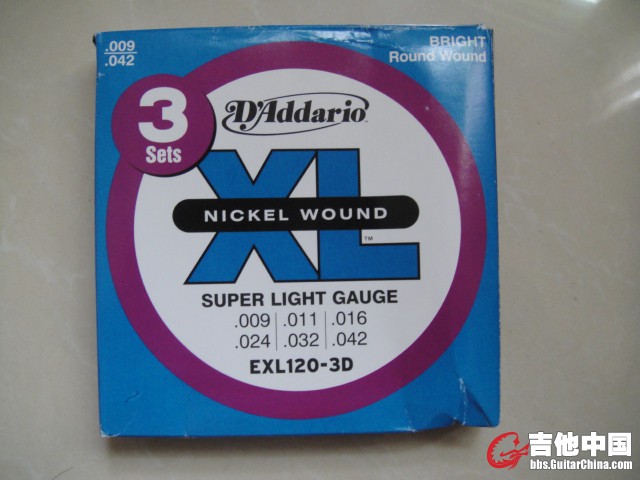 .009
.042
BRIGHT
Round Wound
3
Sets
D'Addario
XL
NICKEL WOUND
TM
SUPER LIGHT GAUGE
.009 .011 .016
.024 .032 .042
EXL120-3D
吉他中国
bbs.GuitarChina.com